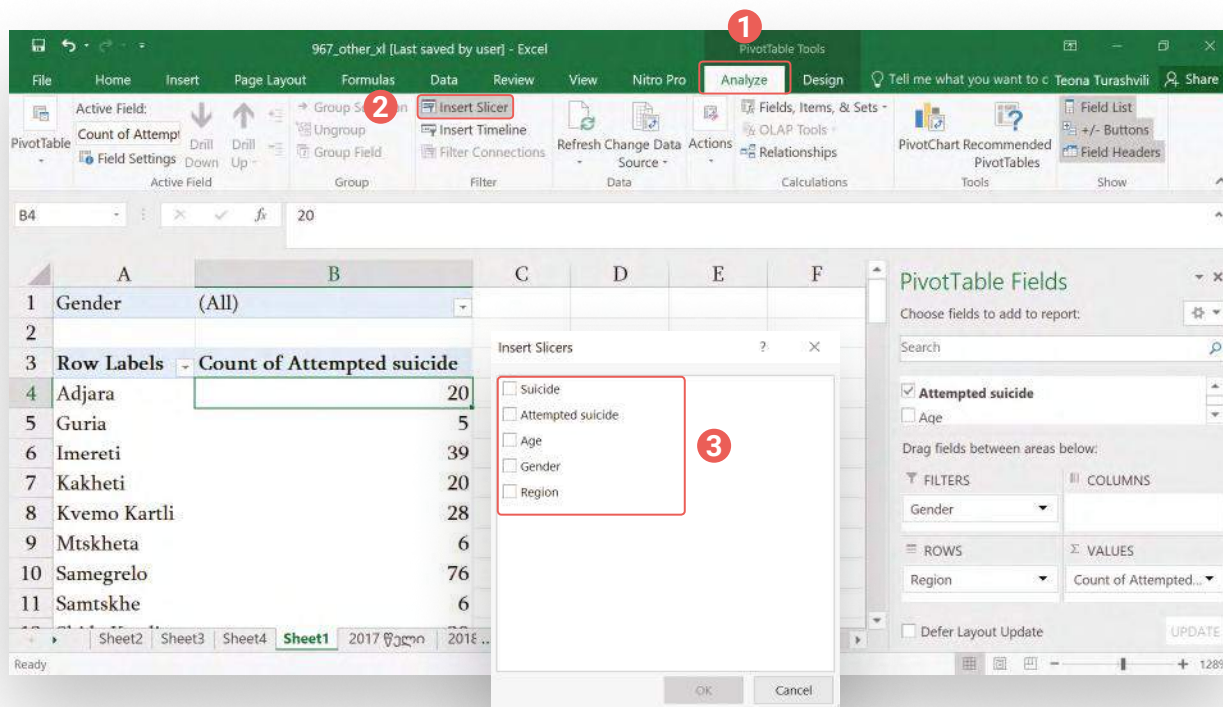 1
967_other_xl [Last saved by user] - Excel
PivotTable Tools
File Home Insert Page Layout Formulas Data Review View Nitro Pro Analyze Design Tell me what you want to c Teona Turashvili Share
2
PivotTable
Active Field:
Count of Attempt
Field Settings
Drill Down
Drill Up
Active Field
Group
Ungroup
Group Field
Group
Insert Slicer
Insert Timeline
Filter Connections
Filter
Refresh
Change Data Source
Data
Actions
Fields, Items, & Sets
OLAP Tools
Relationships
Calculations
PivotChart
Recommended PivotTables
Tools
Field List
+/- Buttons
Field Headers
Show
B4 fx 20
A B C D E F
1 Gender (All)
2
3 Row Labels Count of Attempted suicide
4 Adjara 20
5 Guria 5
6 Imereti 39
7 Kakheti 20
8 Kvemo Kartli 28
9 Mtskheta 6
10 Samegrelo 76
11 Samtskhe 6
Sheet2 Sheet3 Sheet4 Sheet1 2017 წელი 2018 ...
Ready
Insert Slicers ?
Suicide
Attempted suicide
Age
Gender
Region
3
OK Cancel
PivotTable Fields
Choose fields to add to report:
Search
Attempted suicide
Age
Drag fields between areas below:
FILTERS COLUMNS
Gender
ROWS Σ VALUES
Region Count of Attempted...
Defer Layout Update UPDATE